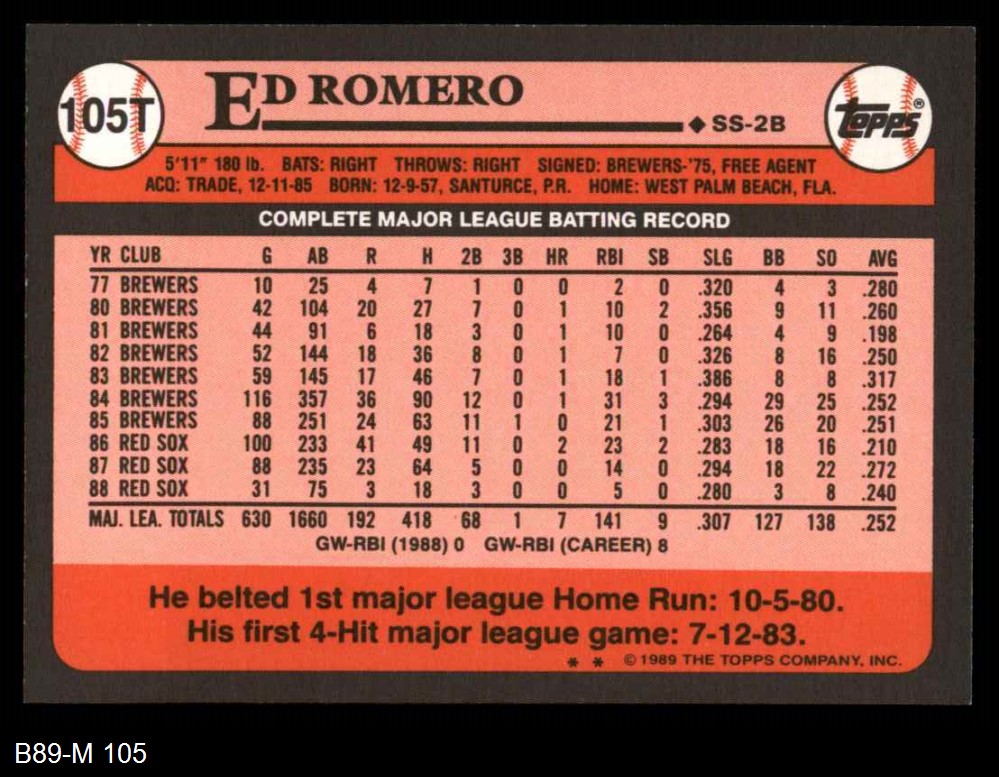 105T
ED ROMERO
◆ SS-2B
TOPPS®
5'11" 180 lb. BATS: RIGHT THROWS: RIGHT SIGNED: BREWERS-'75, FREE AGENT
ACQ: TRADE, 12-11-85 BORN: 12-9-57, SANTURCE, P.R. HOME: WEST PALM BEACH, FLA.
COMPLETE MAJOR LEAGUE BATTING RECORD
YR CLUB G AB R H 2B 3B HR RBI SB SLG BB SO AVG
77 BREWERS 10 25 4 7 1 0 0 2 0 .320 4 3 .280
80 BREWERS 42 104 20 27 7 0 1 10 2 .356 9 11 .260
81 BREWERS 44 91 6 18 3 0 1 10 0 .264 4 9 .198
82 BREWERS 52 144 18 36 8 0 1 7 0 .326 8 16 .250
83 BREWERS 59 145 17 46 7 0 1 18 1 .386 8 8 .317
84 BREWERS 116 357 36 90 12 0 1 31 3 .294 29 25 .252
85 BREWERS 88 251 24 63 11 1 0 21 1 .303 26 20 .251
86 RED SOX 100 233 41 49 11 0 2 23 2 .283 18 16 .210
87 RED SOX 88 235 23 64 5 0 0 14 0 .294 18 22 .272
88 RED SOX 31 75 3 18 3 0 0 5 0 .280 3 8 .240
MAJ. LEA. TOTALS 630 1660 192 418 68 1 7 141 9 .307 127 138 .252
GW-RBI (1988) 0 GW-RBI (CAREER) 8
He belted 1st major league Home Run: 10-5-80.
His first 4-Hit major league game: 7-12-83.
* * ©1989 THE TOPPS COMPANY, INC.
B89-M 105